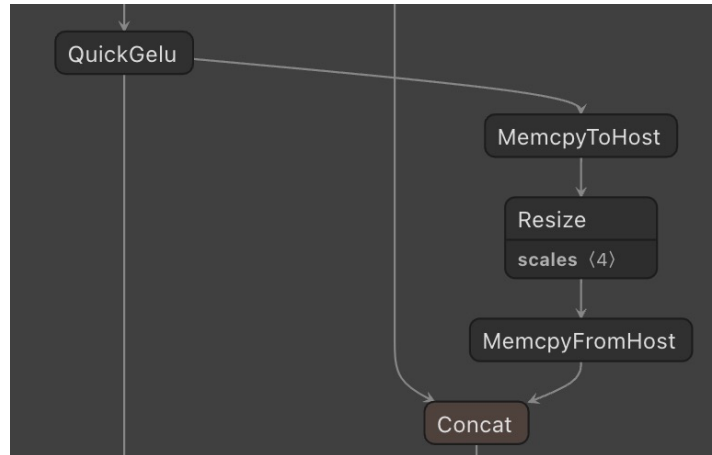 QuickGelu
MemcpyToHost
Resize
scales ⟨4⟩
MemcpyFromHost
Concat